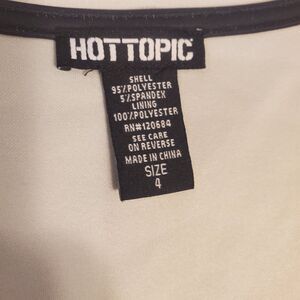 HOTTOPIC
SHELL
95%POLYESTER
5%SPANDEX
LINING
100%POLYESTER
RN#120684
SEE CARE
ON REVERSE
MADE IN CHINA
SIZE
4